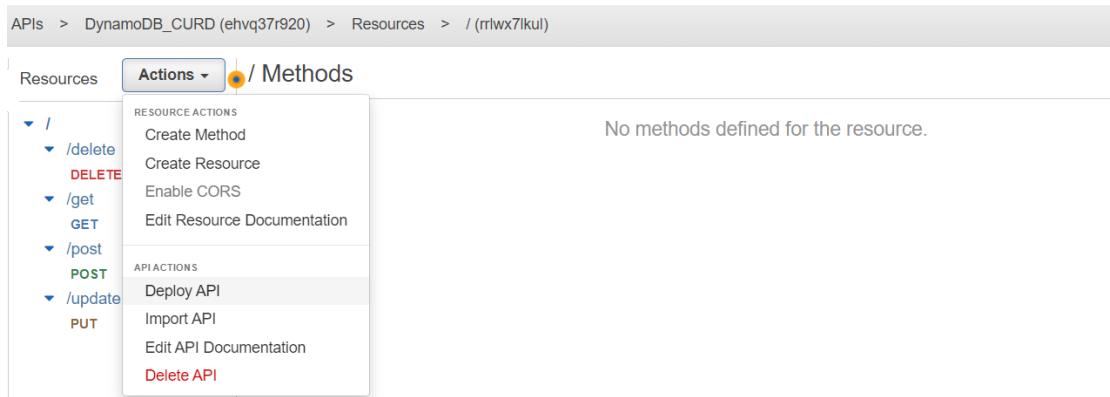 APIs > DynamoDB_CURD (ehvq37r920) > Resources > / (rrlwx7lkul)
Resources Actions / Methods
RESOURCE ACTIONS
Create Method
Create Resource
Enable CORS
Edit Resource Documentation
API ACTIONS
Deploy API
Import API
Edit API Documentation
Delete API
/
/delete
DELETE
/get
GET
/post
POST
/update
PUT
No methods defined for the resource.